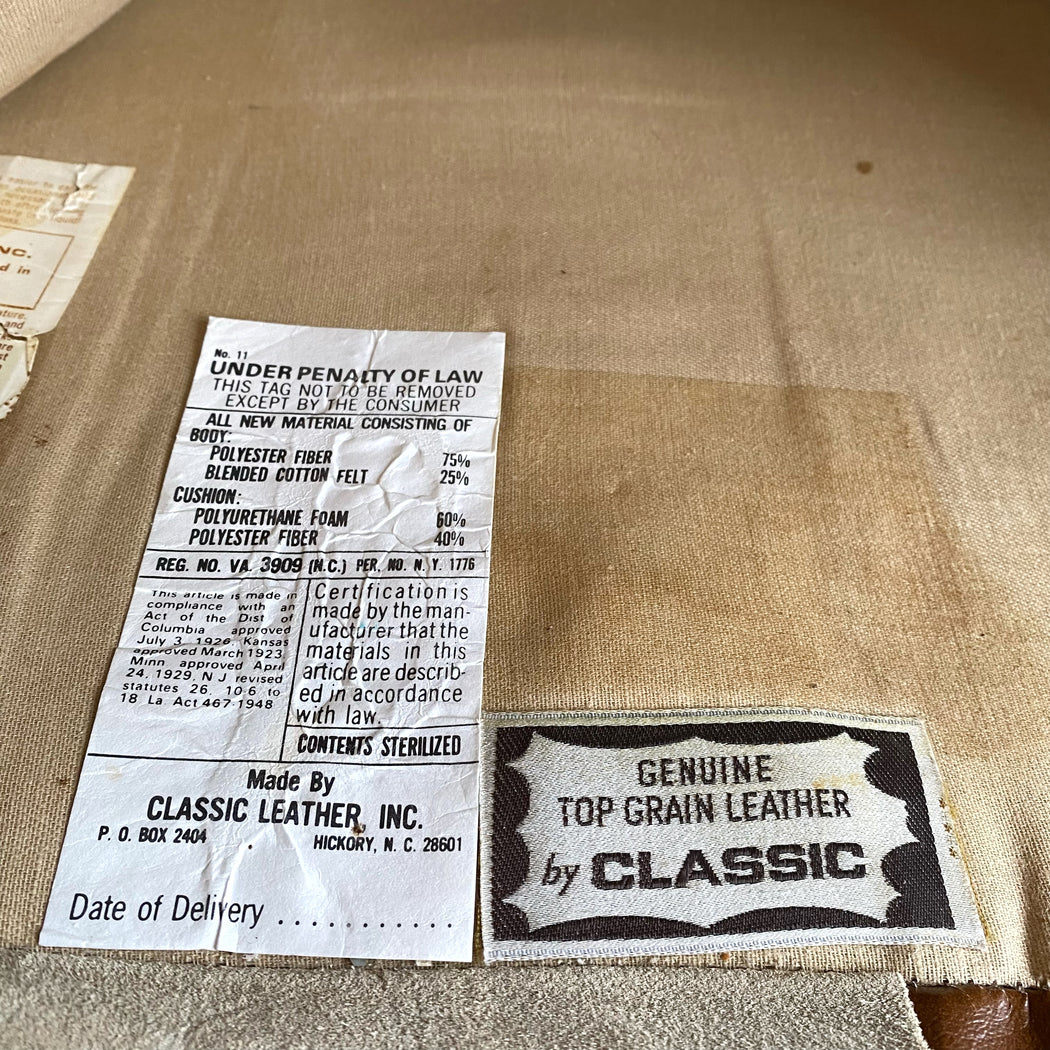 NC.
d in
ature.
and
No. 11
UNDER PENALTY OF LAW
THIS TAG NOT TO BE REMOVED
EXCEPT BY THE CONSUMER
ALL NEW MATERIAL CONSISTING OF
BODY:
POLYESTER FIBER 75%
BLENDED COTTON FELT 25%
CUSHION:
POLYURETHANE FOAM 60%
POLYESTER FIBER 40%
REG. NO. VA. 3909 (N.C.) PER. NO. N. Y. 1776
This article is made in
compliance with an
Act of the Dist of
Columbia approved
July 3, 1926, Kansas
approved March 1923
Minn approved April
24, 1929, N J revised
statutes 26. 10-6 to
18 La Act 467-1948
Certification is
made by the man-
ufacturer that the
materials in this
article are describ-
ed in accordance
with law.
CONTENTS STERILIZED
Made By
CLASSIC LEATHER, INC.
P. O. BOX 2404 HICKORY, N. C. 28601
Date of Delivery . . . . . . . . . . .
GENUINE
TOP GRAIN LEATHER
by CLASSIC